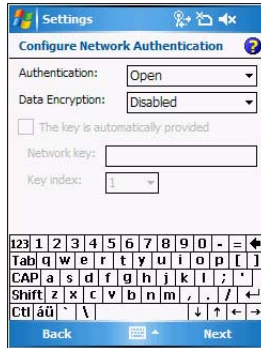 Settings
Configure Network Authentication ?
Authentication: Open
Data Encryption: Disabled
The key is automatically provided
Network key:
Key index: 1
123 1 2 3 4 5 6 7 8 9 0 - =
Tab q w e r t y u i o p [ ]
CAP a s d f g h j k l ; '
Shift z x c v b n m , . /
Ctl áü ` \
Back Next